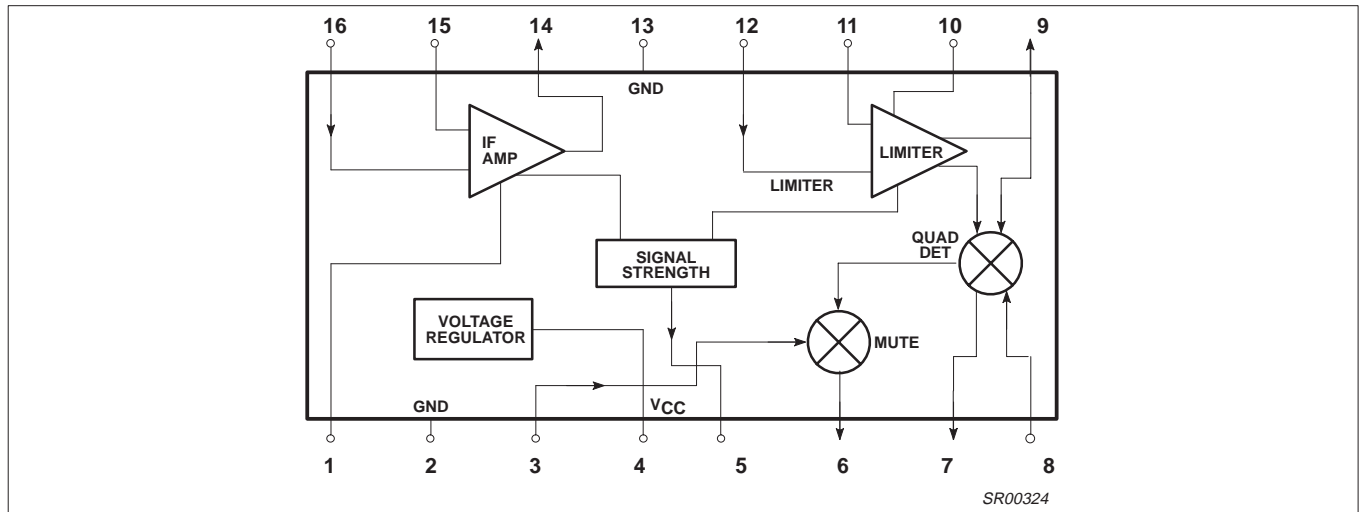 16 15 14 13 12 11 10 9
GND
IF
AMP
LIMITER
LIMITER
QUAD
DET
SIGNAL
STRENGTH
VOLTAGE
REGULATOR
MUTE
GND
VCC
1 2 3 4 5 6 7 8
SR00324